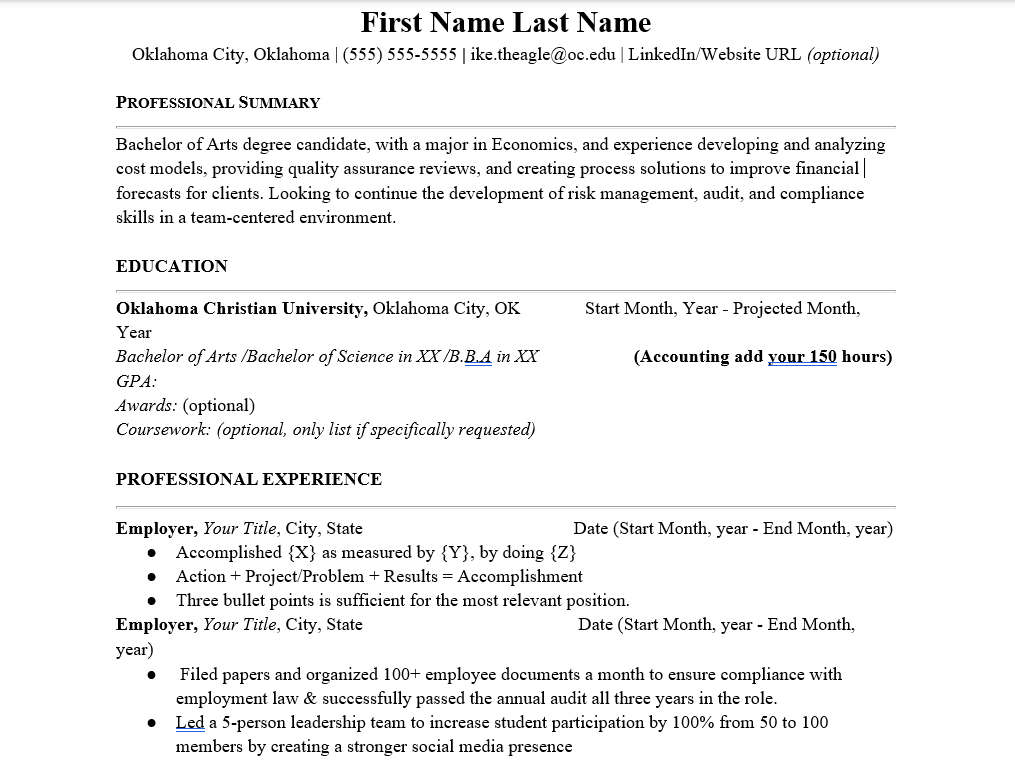 First Name Last Name
Oklahoma City, Oklahoma | (555) 555-5555 | ike.theagle@oc.edu | LinkedIn/Website URL (optional)
PROFESSIONAL SUMMARY
Bachelor of Arts degree candidate, with a major in Economics, and experience developing and analyzing
cost models, providing quality assurance reviews, and creating process solutions to improve financial
forecasts for clients. Looking to continue the development of risk management, audit, and compliance
skills in a team-centered environment.
EDUCATION
Oklahoma Christian University, Oklahoma City, OK Start Month, Year - Projected Month,
Year
Bachelor of Arts /Bachelor of Science in XX /B.B.A in XX (Accounting add your 150 hours)
GPA:
Awards: (optional)
Coursework: (optional, only list if specifically requested)
PROFESSIONAL EXPERIENCE
Employer, Your Title, City, State Date (Start Month, year - End Month, year)
● Accomplished {X} as measured by {Y}, by doing {Z}
● Action + Project/Problem + Results = Accomplishment
● Three bullet points is sufficient for the most relevant position.
Employer, Your Title, City, State Date (Start Month, year - End Month,
year)
● Filed papers and organized 100+ employee documents a month to ensure compliance with
employment law & successfully passed the annual audit all three years in the role.
● Led a 5-person leadership team to increase student participation by 100% from 50 to 100
members by creating a stronger social media presence